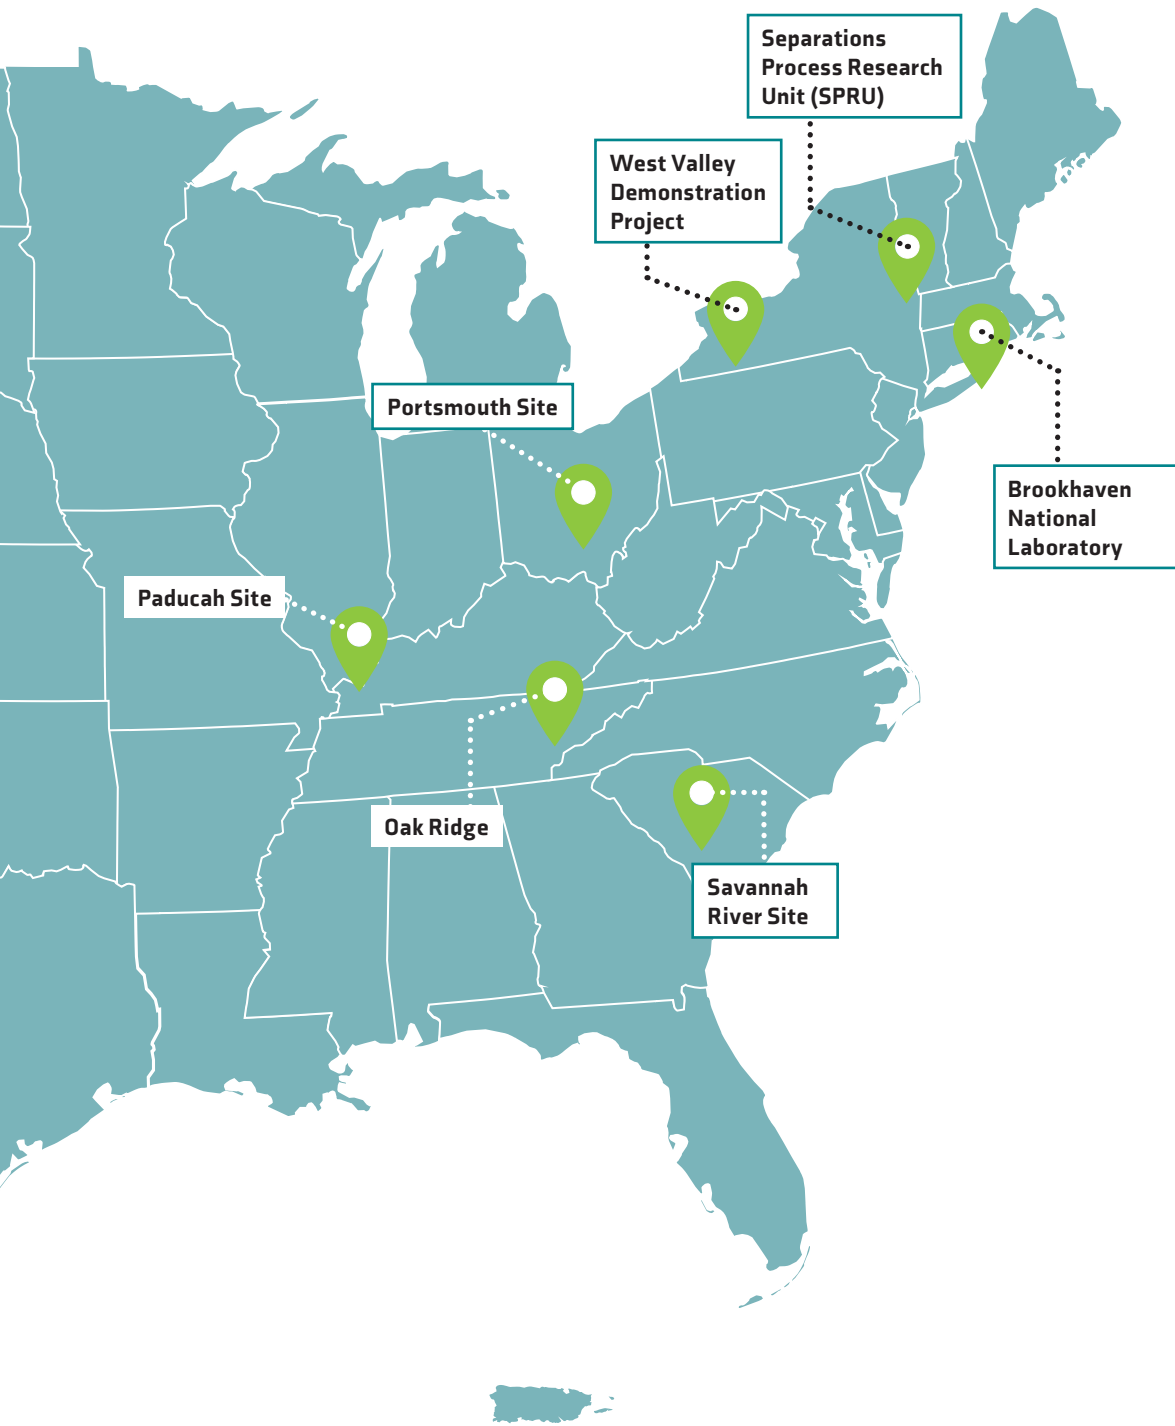 Separations
Process Research
Unit (SPRU)
West Valley
Demonstration
Project
Portsmouth Site
Brookhaven
National
Laboratory
Paducah Site
Oak Ridge
Savannah
River Site